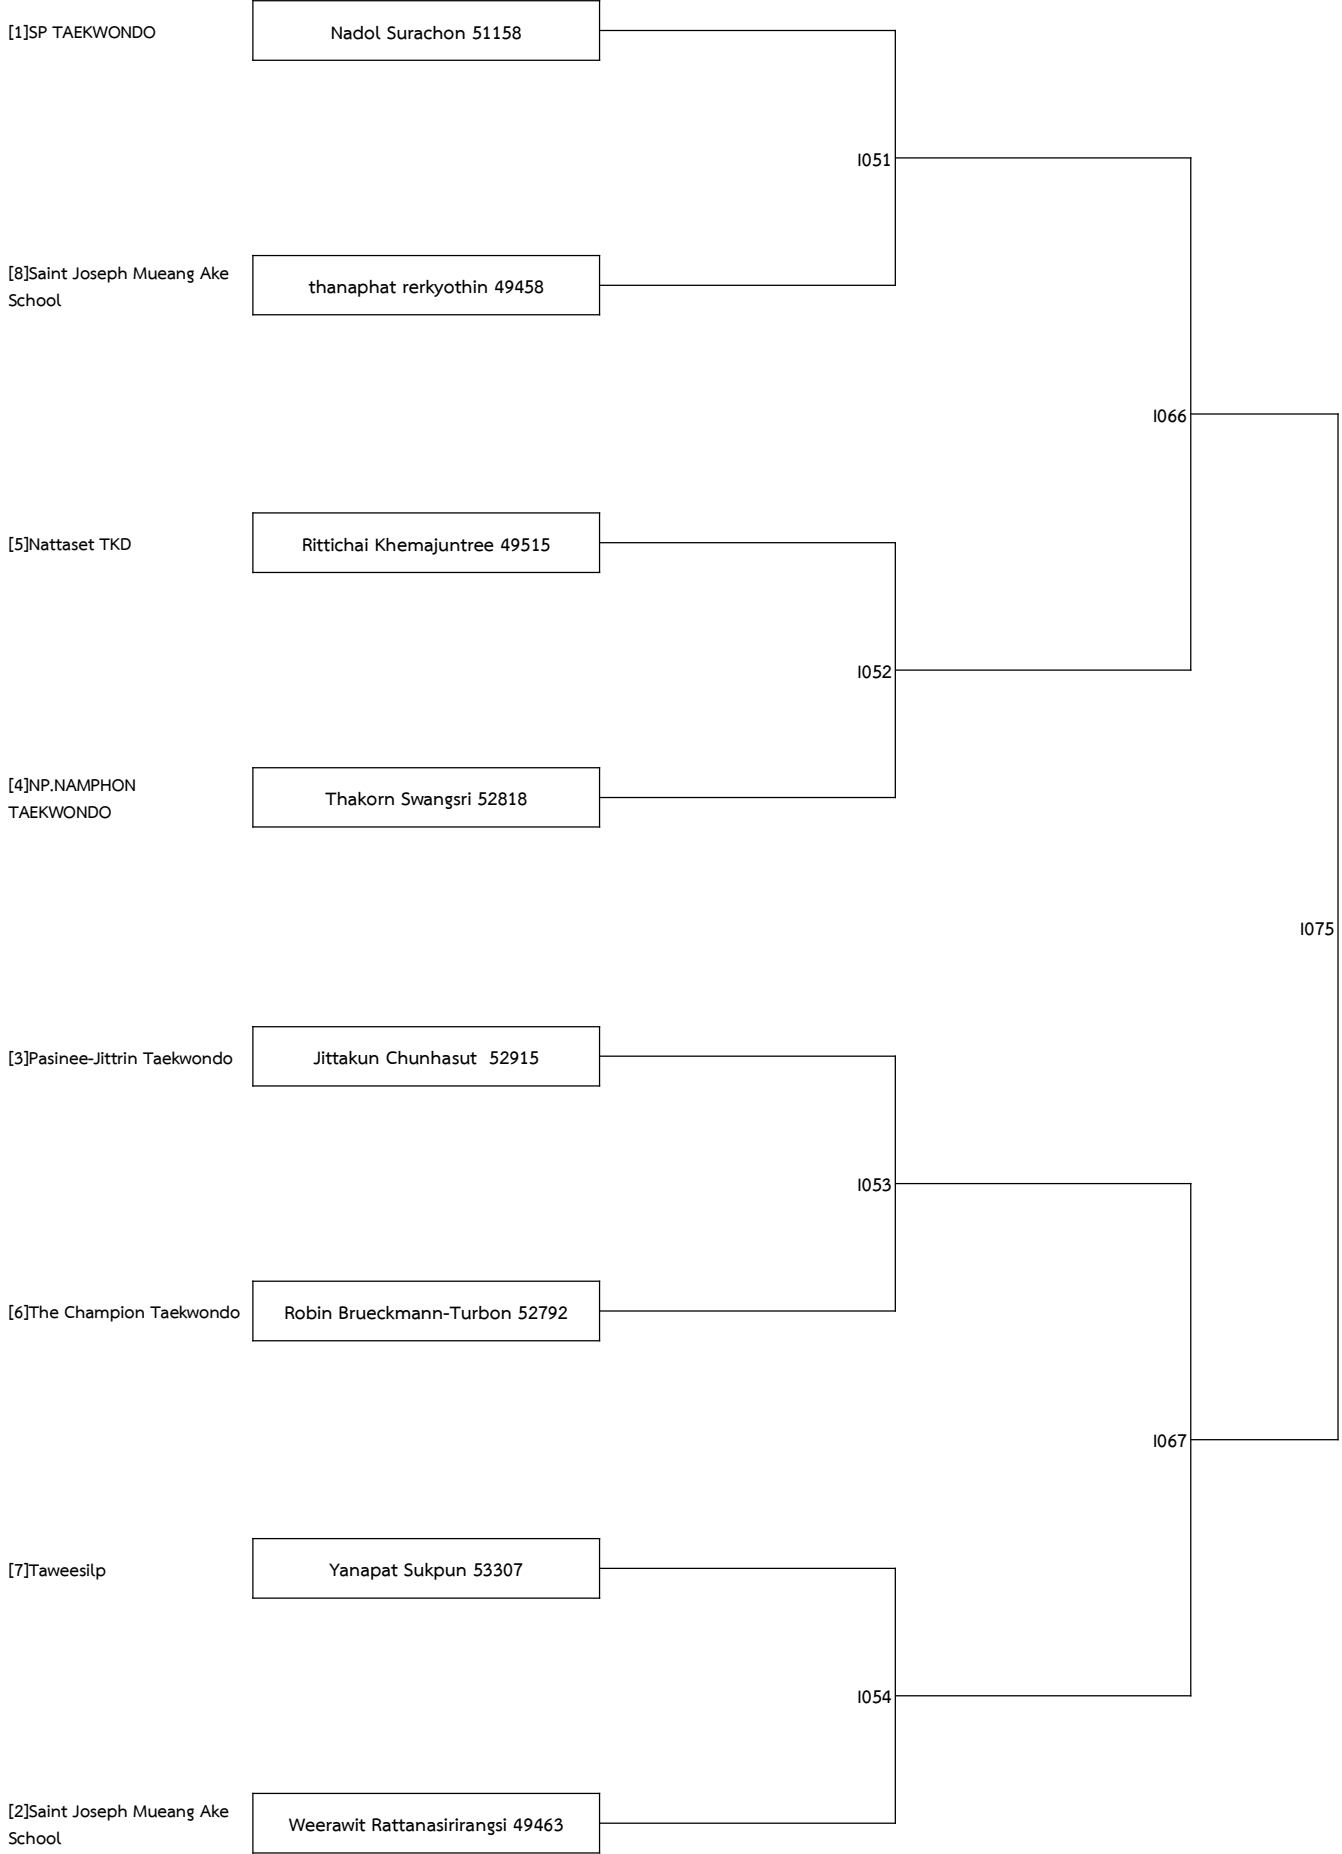 [1]SP TAEKWONDO
Nadol Surachon 51158
I051
[8]Saint Joseph Mueang Ake
School
thanaphat rerkyothin 49458
I066
[5]Nattaset TKD
Rittichai Khemajuntree 49515
I052
[4]NP.NAMPHON
TAEKWONDO
Thakorn Swangsri 52818
I075
[3]Pasinee-Jittrin Taekwondo
Jittakun Chunhasut  52915
I053
[6]The Champion Taekwondo
Robin Brueckmann-Turbon 52792
I067
[7]Taweesilp
Yanapat Sukpun 53307
I054
[2]Saint Joseph Mueang Ake
School
Weerawit Rattanasirirangsi 49463